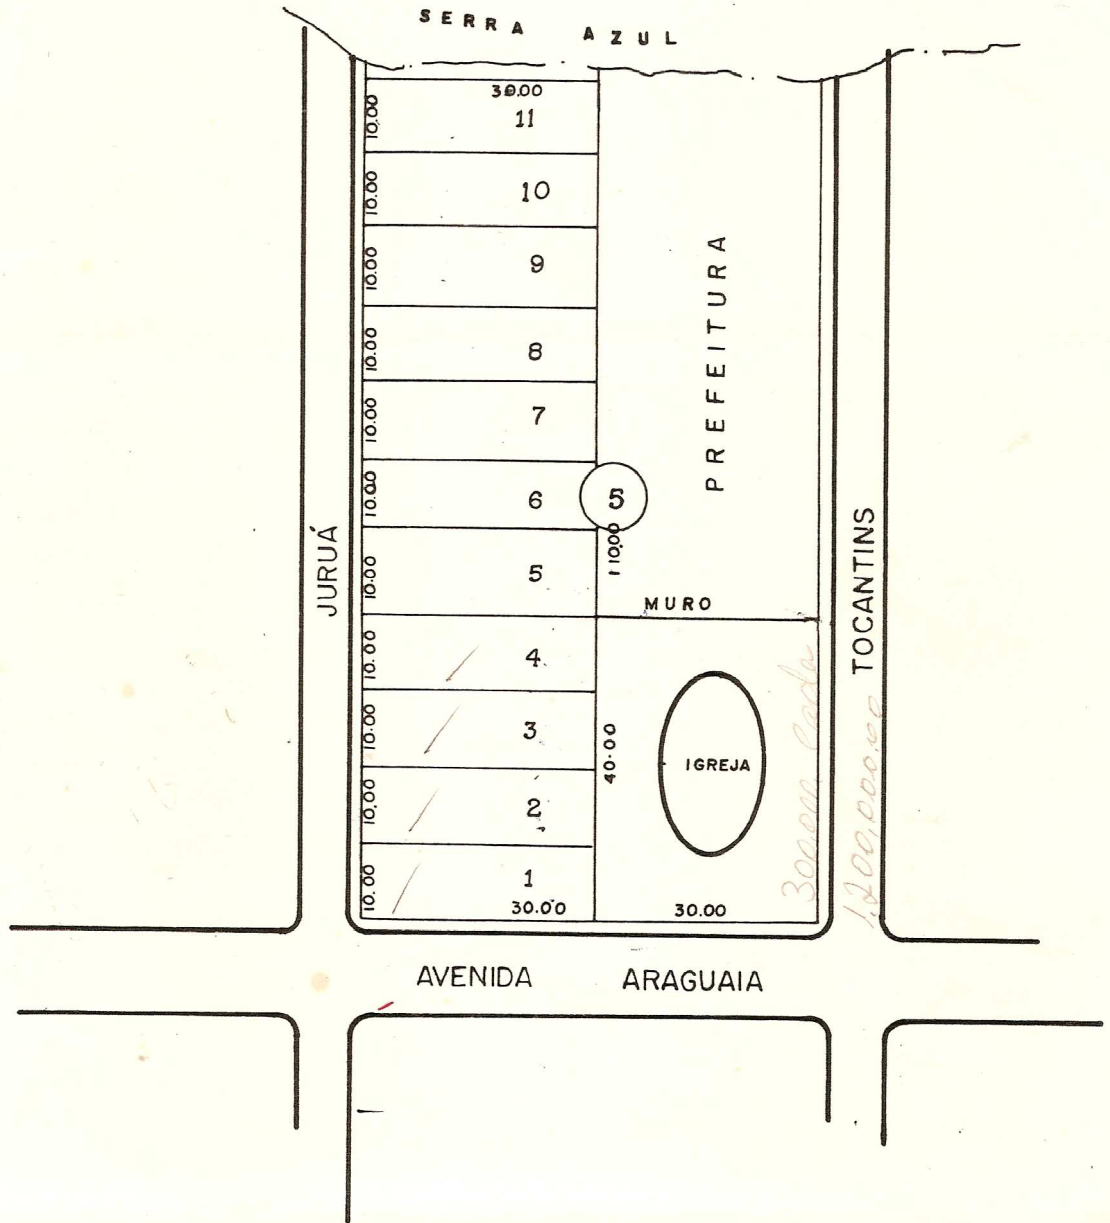 SERRA AZUL
30.00
10.00 11
10.00 10
10.00 9
10.00 8
10.00 7
10.00 6
5
110.00
PREFEITURA
10.00 5
MURO
10.00 4
10.00 3
40.00
IGREJA
10.00 2
10.00 1
30.00
30.00
JURUÁ
TOCANTINS
300.000 Cada
1.200.000,00
AVENIDA ARAGUAIA